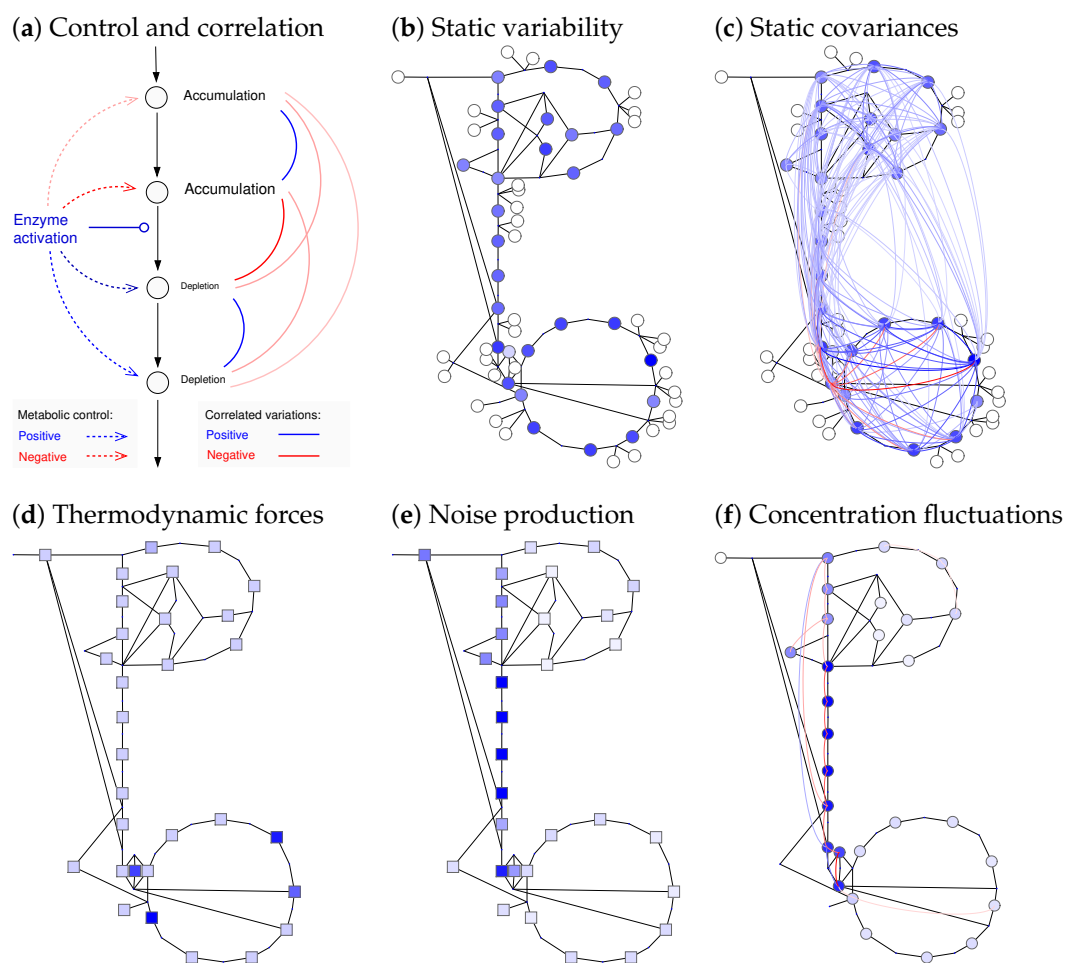 (a) Control and correlation
Accumulation
Accumulation
Enzyme
activation
Depletion
Depletion
Metabolic control:
Positive
Negative
Correlated variations:
Positive
Negative
(b) Static variability
(c) Static covariances
(d) Thermodynamic forces
(e) Noise production
(f) Concentration fluctuations